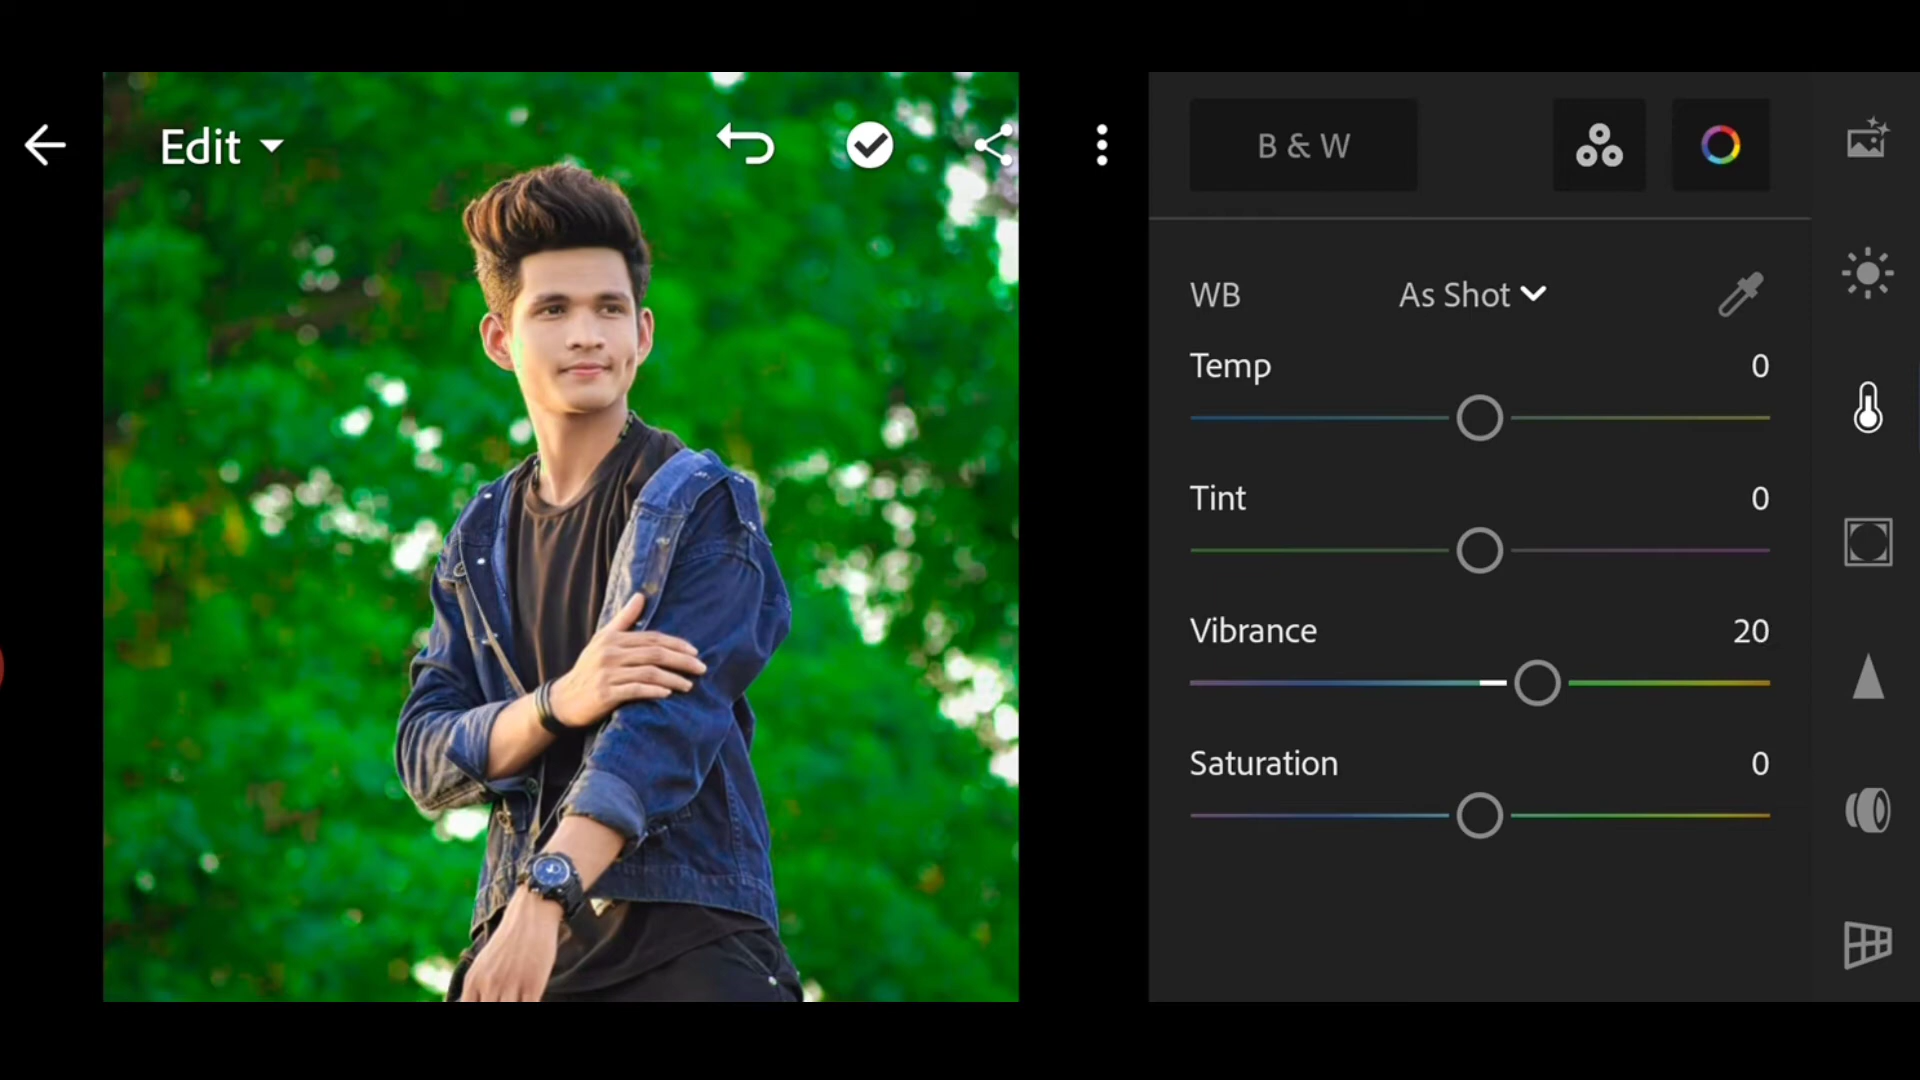 Edit
B & W
WB As Shot
Temp 0
Tint 0
Vibrance 20
Saturation 0